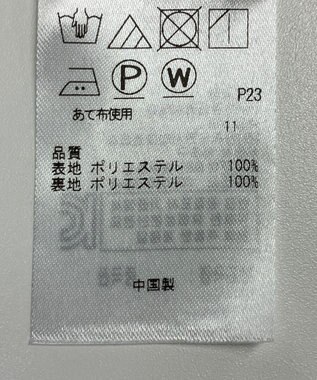 P W
P23
あて布使用
11
品質
表地 ポリエステル 100%
裏地 ポリエステル 100%
中国製